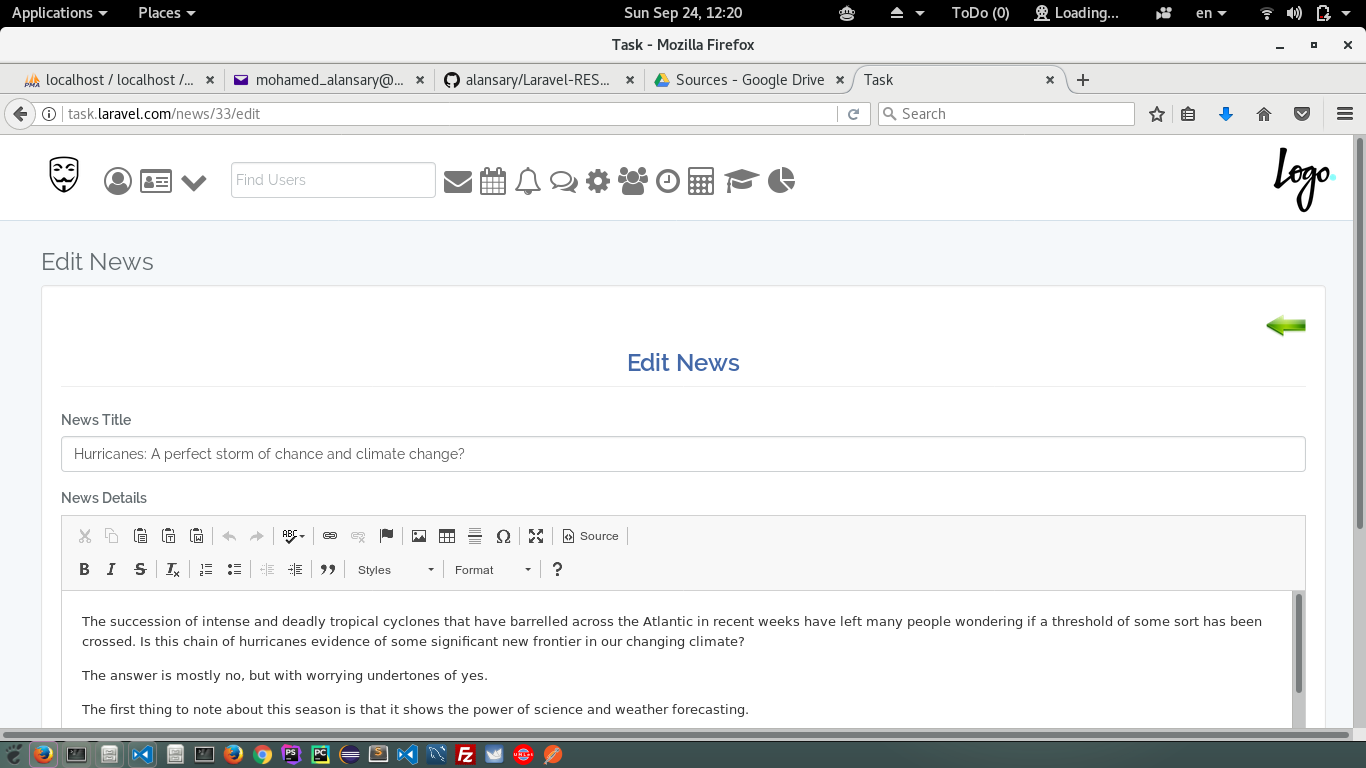 Applications Places Sun Sep 24, 12:20 ToDo (0) Loading... en
Task - Mozilla Firefox
localhost / localhost /... mohamed_alansary@... alansary/Laravel-RES... Sources - Google Drive Task
task.laravel.com/news/33/edit Search
Find Users Logo.
Edit News
Edit News
News Title
Hurricanes: A perfect storm of chance and climate change?
News Details
ABC Ω Source
B I S Tx Styles Format ?
The succession of intense and deadly tropical cyclones that have barrelled across the Atlantic in recent weeks have left many people wondering if a threshold of some sort has been
crossed. Is this chain of hurricanes evidence of some significant new frontier in our changing climate?
The answer is mostly no, but with worrying undertones of yes.
The first thing to note about this season is that it shows the power of science and weather forecasting.